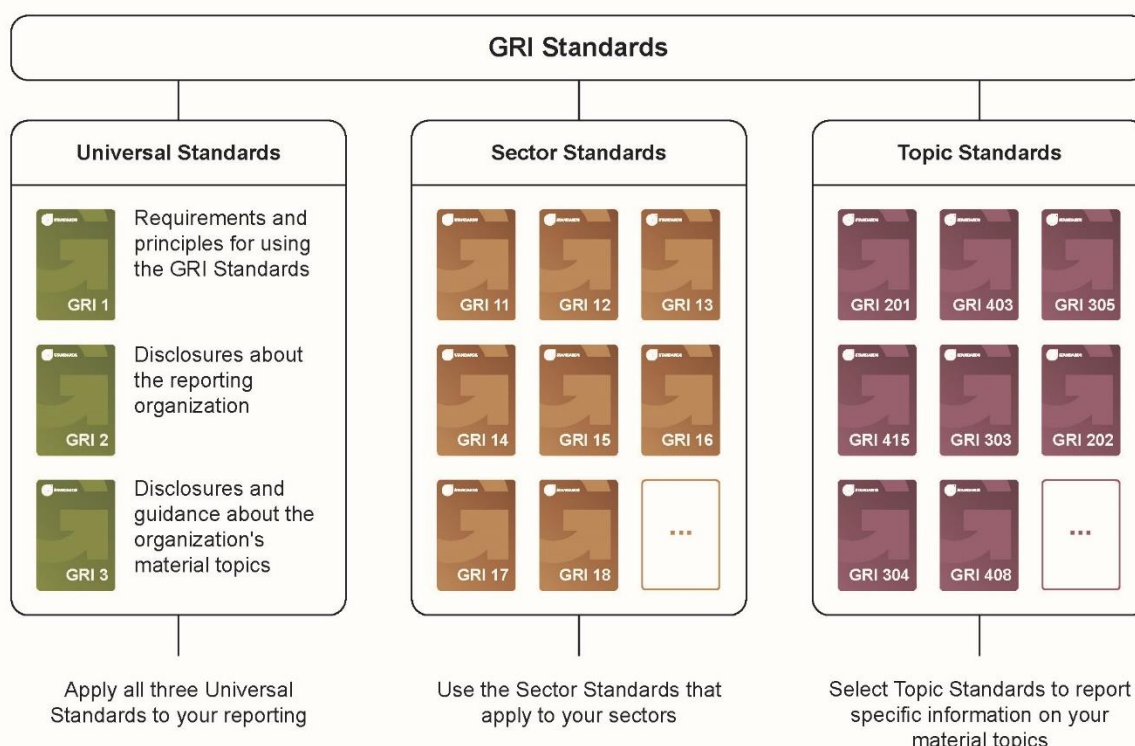 GRI Standards
Universal Standards
Requirements and
principles for using
the GRI Standards
GRI 1
Disclosures about
the reporting
organization
GRI 2
Disclosures and
guidance about the
organization's
material topics
GRI 3
Apply all three Universal
Standards to your reporting
Sector Standards
GRI 11
GRI 12
GRI 13
GRI 14
GRI 15
GRI 16
GRI 17
GRI 18
...
Use the Sector Standards that
apply to your sectors
Topic Standards
GRI 201
GRI 403
GRI 305
GRI 415
GRI 303
GRI 202
GRI 304
GRI 408
...
Select Topic Standards to report
specific information on your
material topics